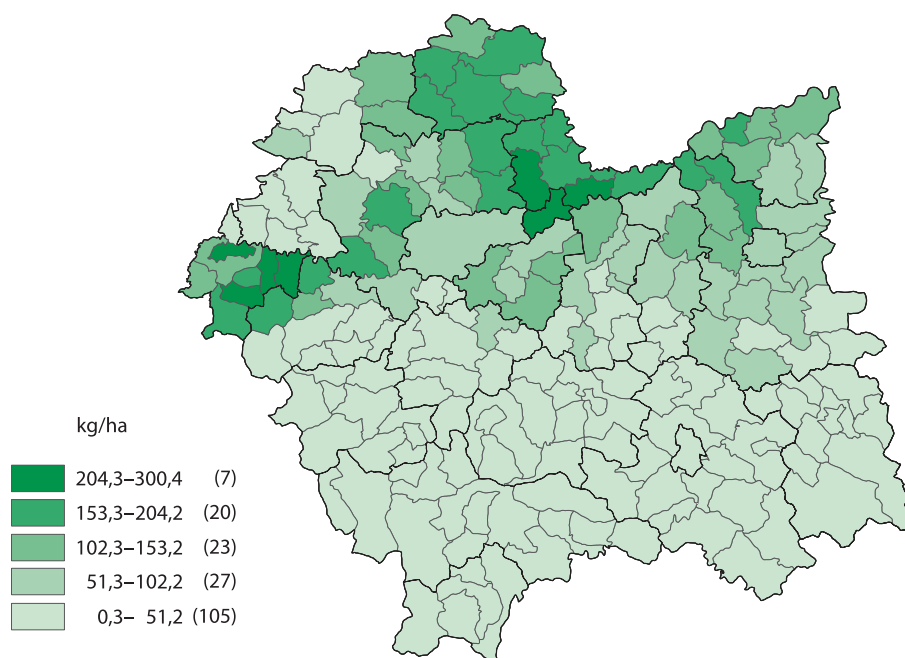 kg/ha
204,3–300,4 (7)
153,3–204,2 (20)
102,3–153,2 (23)
51,3–102,2 (27)
0,3– 51,2 (105)